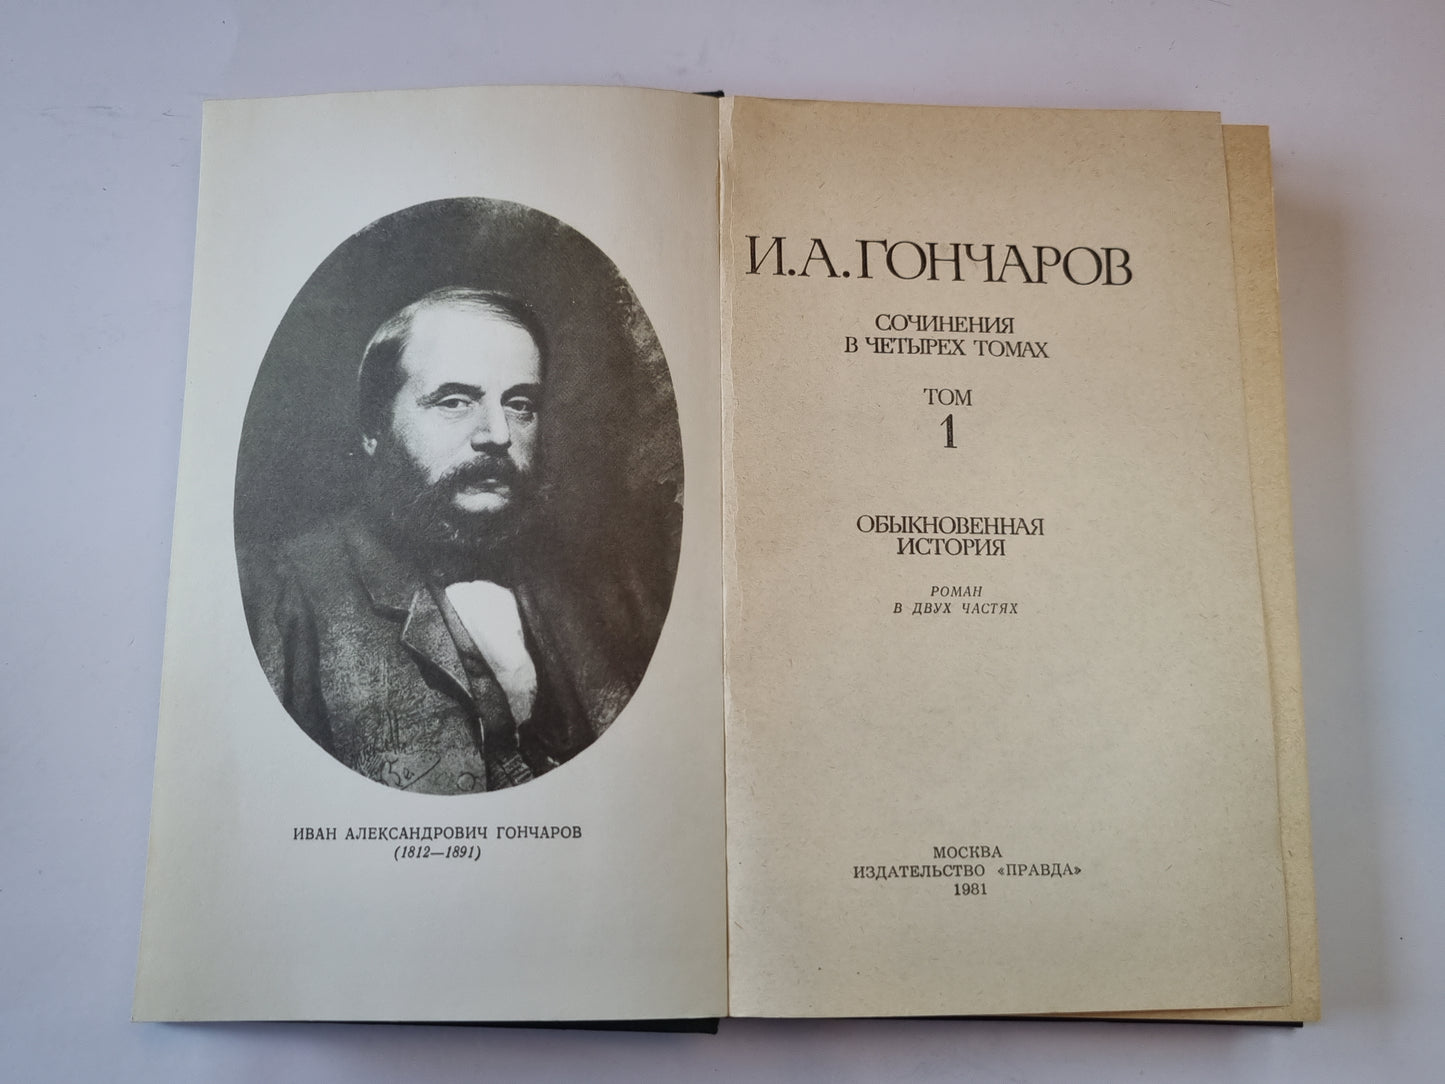 ИВАН АЛЕКСАНДРОВИЧ ГОНЧАРОВ
(1812—1891)
И.А.ГОНЧАРОВ
СОЧИНЕНИЯ
В ЧЕТЫРЕХ ТОМАХ
ТОМ
1
ОБЫКНОВЕННАЯ
ИСТОРИЯ
РОМАН
В ДВУХ ЧАСТЯХ
МОСКВА
ИЗДАТЕЛЬСТВО «ПРАВДА»
1981